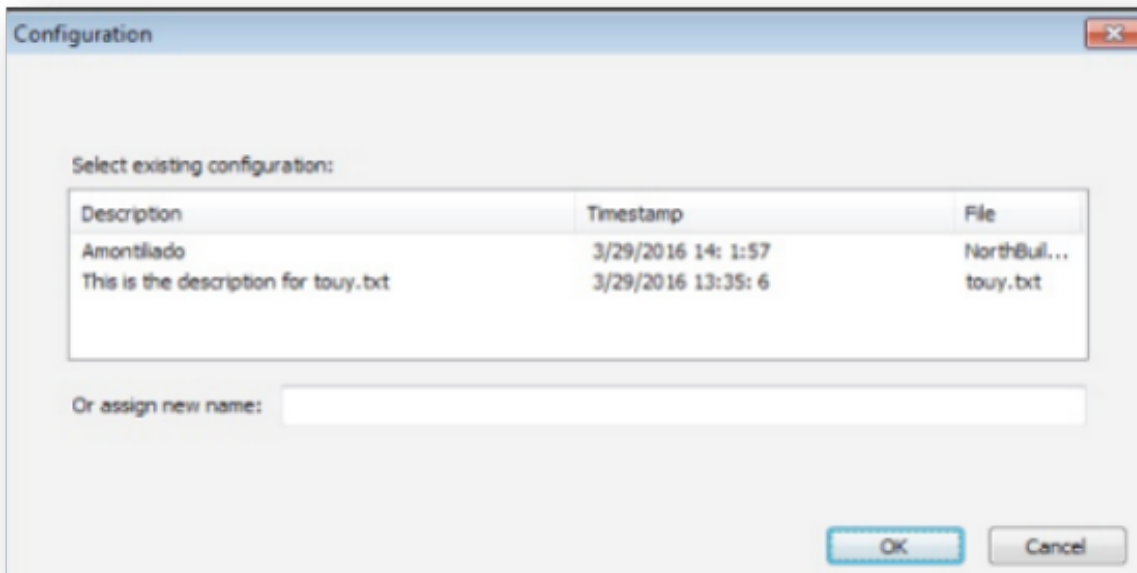 Configuration
Select existing configuration:
Description Timestamp File
Amontiliado 3/29/2016 14: 1:57 NorthBuil...
This is the description for touy.txt 3/29/2016 13:35: 6 touy.txt
Or assign new name:
OK Cancel